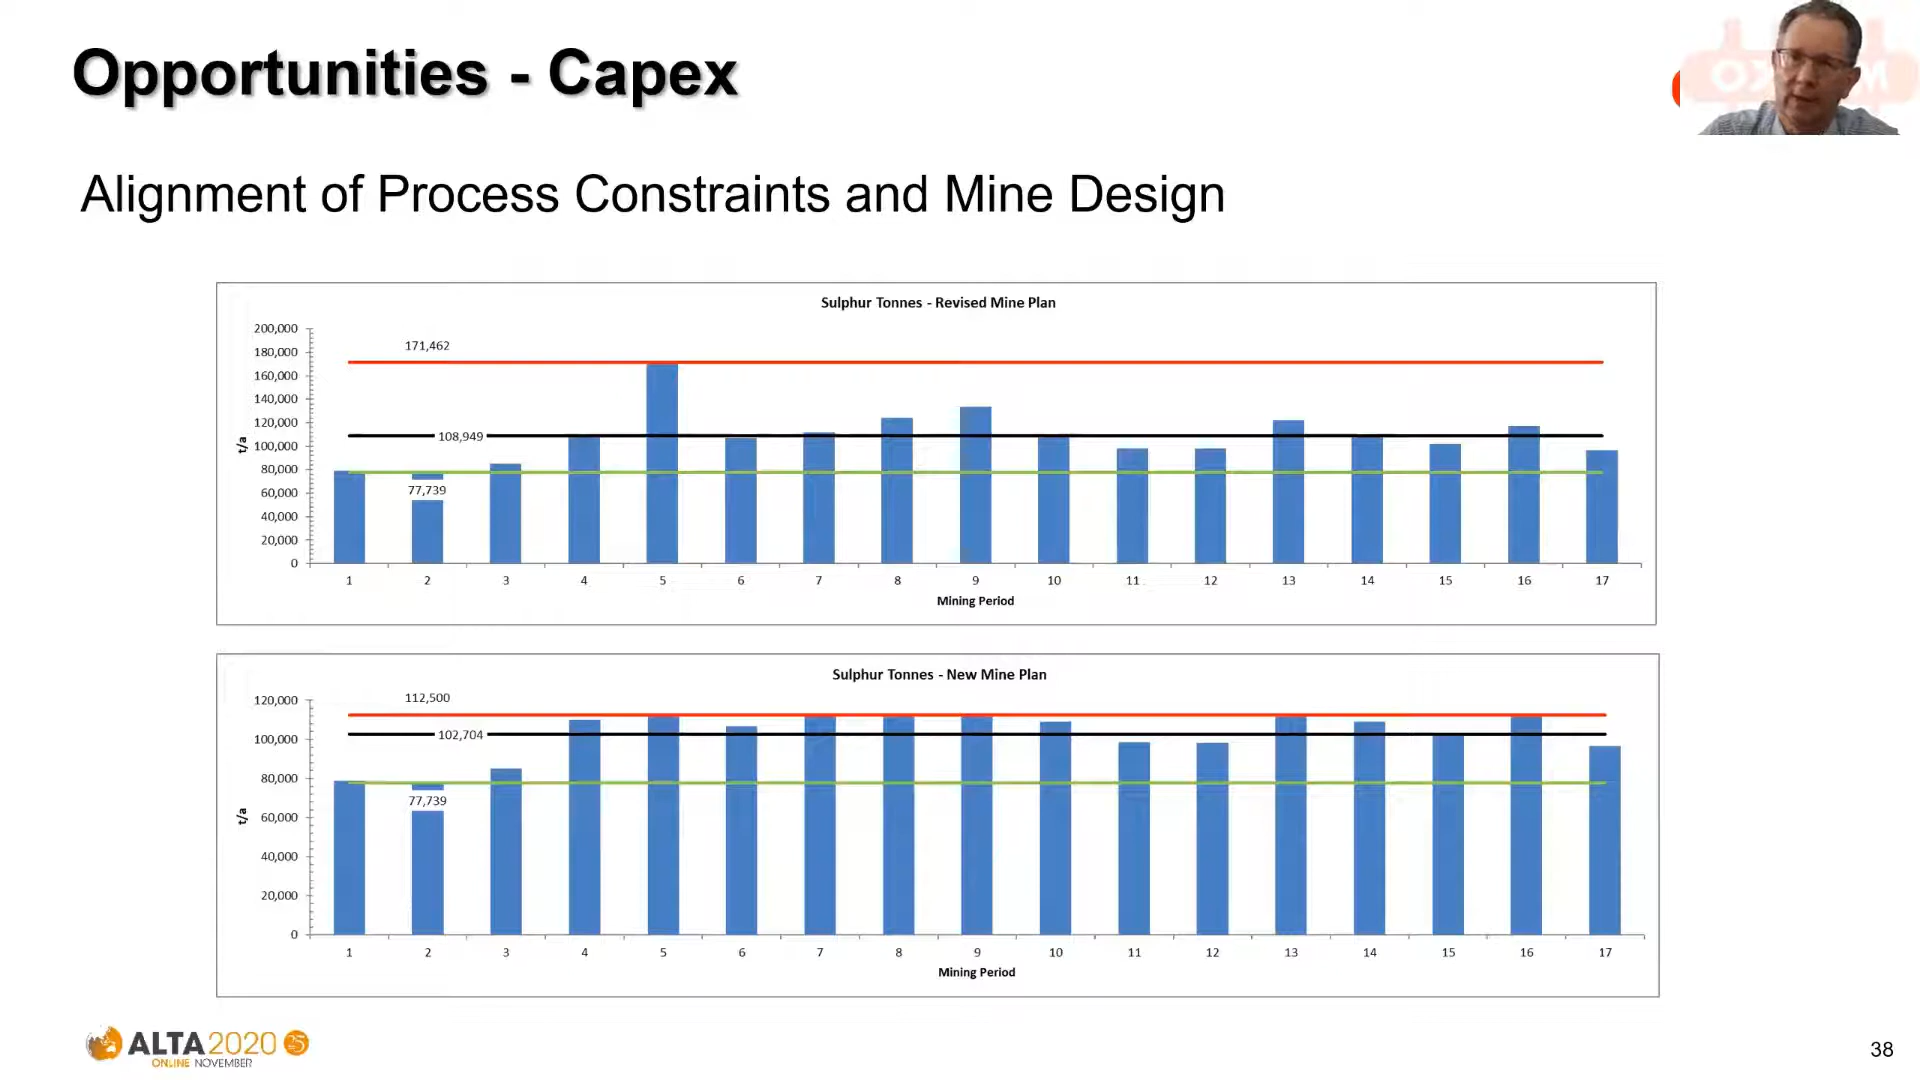 Opportunities - Capex
Alignment of Process Constraints and Mine Design
Sulphur Tonnes - Revised Mine Plan
200,000
180,000
160,000
140,000
120,000
100,000
80,000
60,000
40,000
20,000
0
t/a
171,462
108,949
77,739
1 2 3 4 5 6 7 8 9 10 11 12 13 14 15 16 17
Mining Period
Sulphur Tonnes - New Mine Plan
120,000
100,000
80,000
60,000
40,000
20,000
0
t/a
112,500
102,704
77,739
1 2 3 4 5 6 7 8 9 10 11 12 13 14 15 16 17
Mining Period
ALTA 2020 25
ONLINE NOVEMBER
38